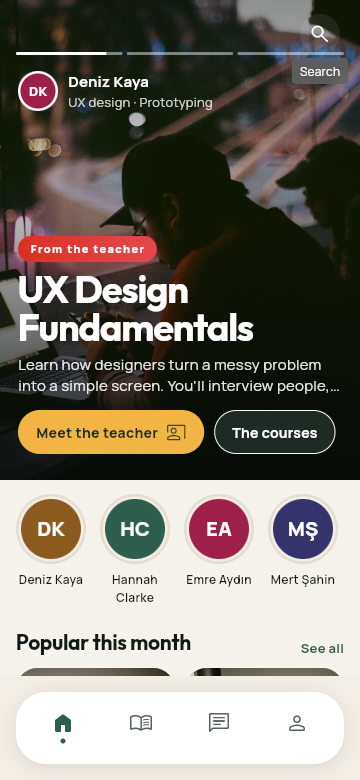 Search
DK
Deniz Kaya
UX design · Prototyping
From the teacher
UX Design
Fundamentals
Learn how designers turn a messy problem
into a simple screen. You'll interview people,…
Meet the teacher
The courses
DK
HC
EA
MŞ
Deniz Kaya
Hannah
Clarke
Emre Aydın
Mert Şahin
Popular this month
See all